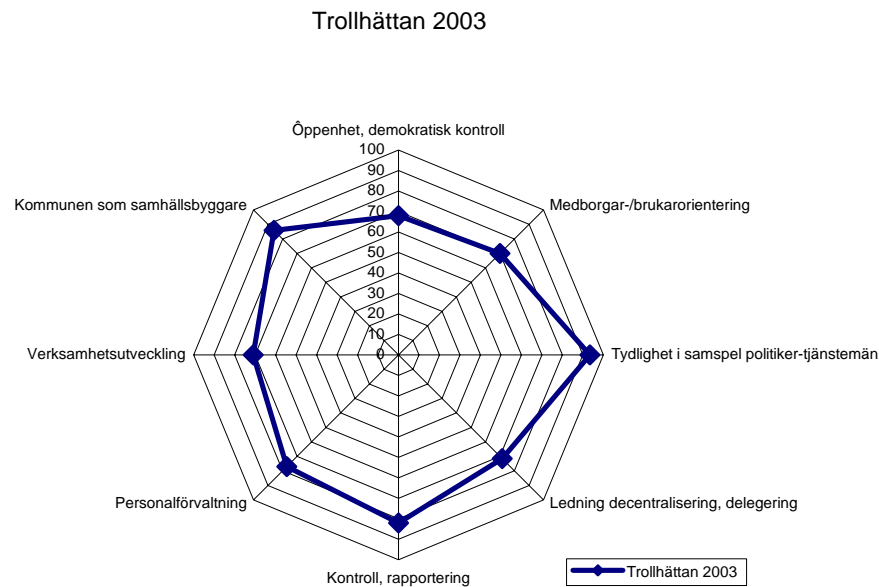 Trollhättan 2003
Ôppenhet, demokratisk kontroll
100
90
80
70
60
50
40
30
20
10
0
Kommunen som samhällsbyggare
Medborgar-/brukarorientering
Verksamhetsutveckling
Tydlighet i samspel politiker-tjänstemän
Personalförvaltning
Ledning decentralisering, delegering
Kontroll, rapportering
Trollhättan 2003